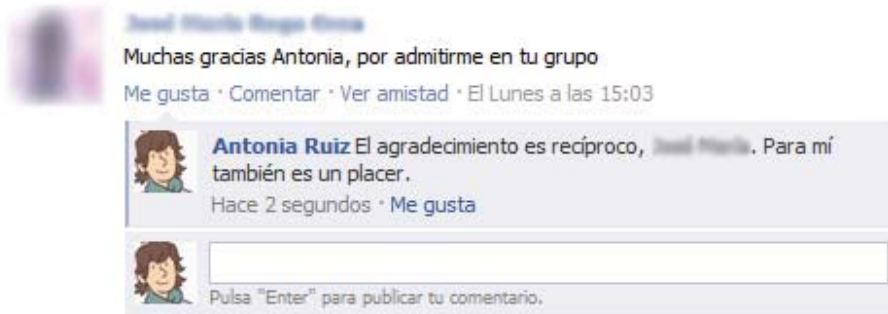 Muchas gracias Antonia, por admitirme en tu grupo
Me gusta · Comentar · Ver amistad · El Lunes a las 15:03
Antonia Ruiz El agradecimiento es recíproco, . Para mí
también es un placer.
Hace 2 segundos · Me gusta
Pulsa "Enter" para publicar tu comentario.